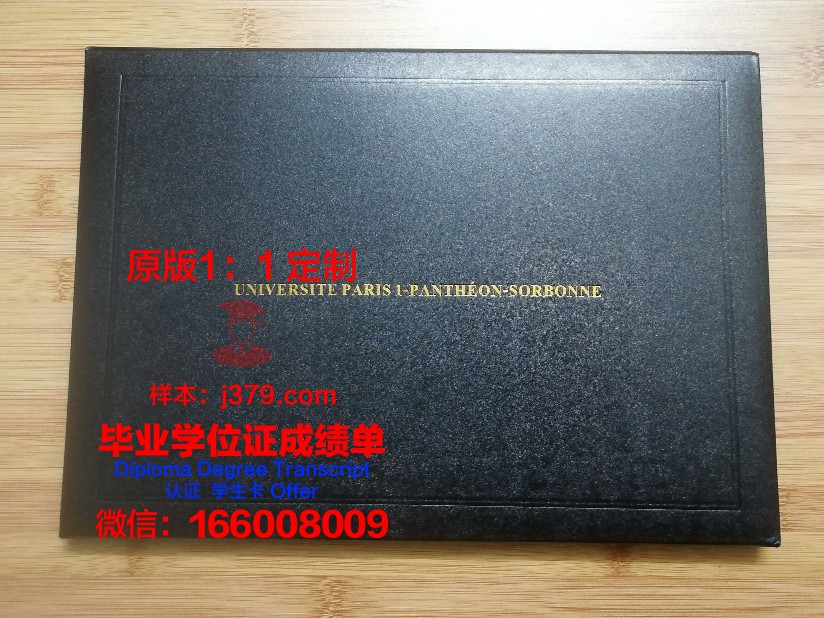 原版1：1 定制
UNIVERSITE PARIS 1-PANTHÉON-SORBONNE
样本：j379.com
毕业学位证成绩单
Diploma Degree Transcript
认证 学生卡 Offer
微信：166008009